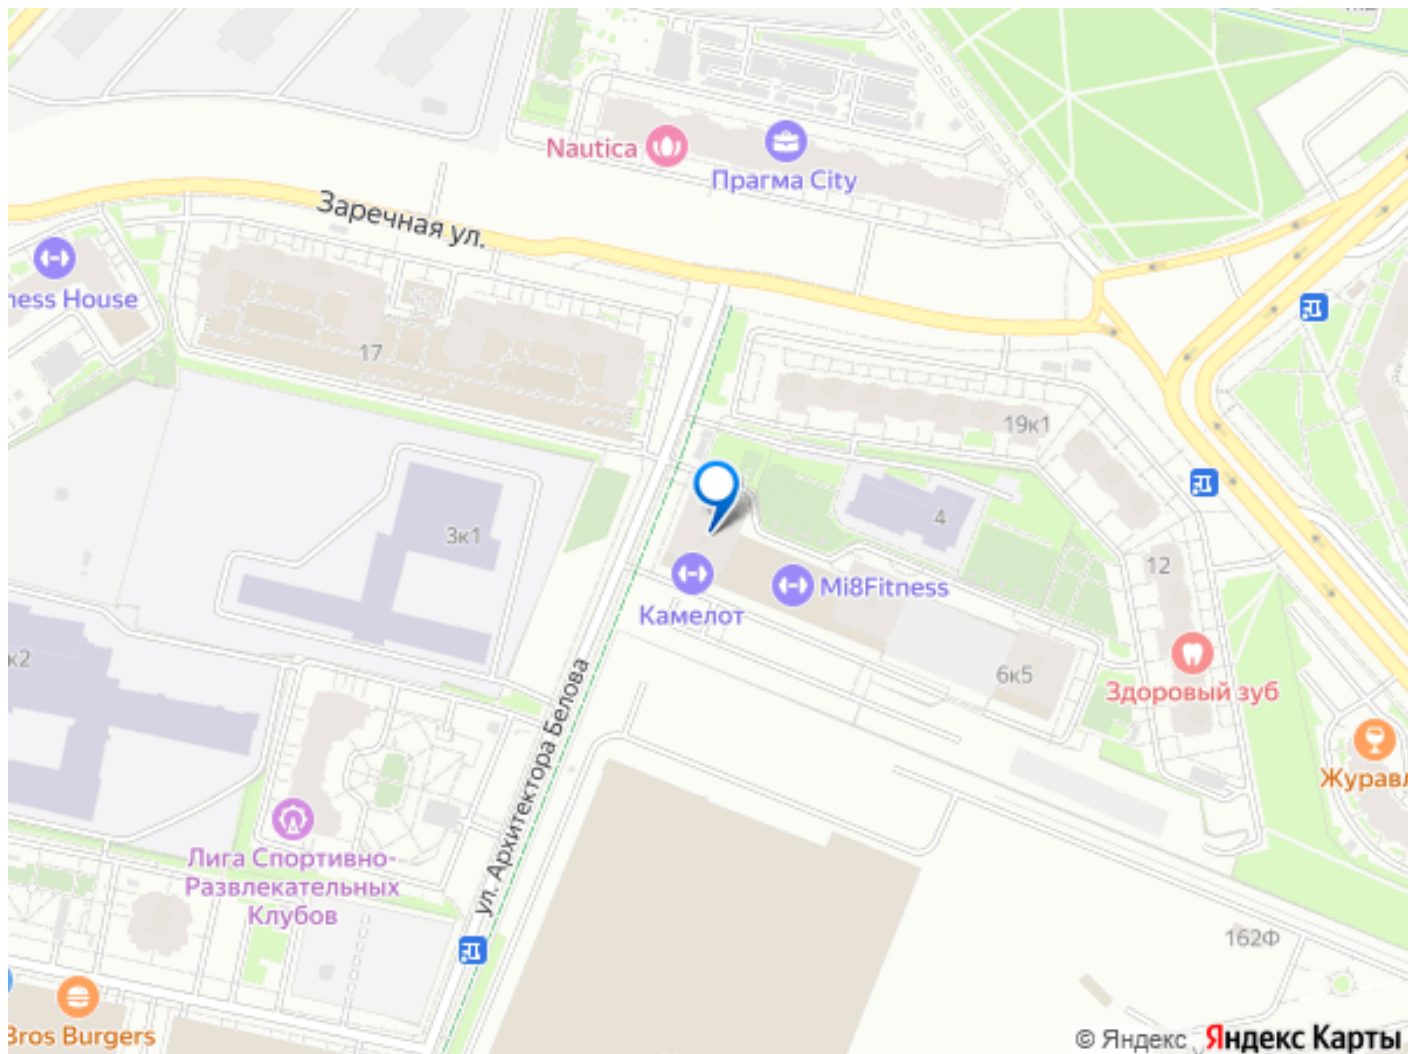 Nautica
Прагма City
Заречная ул.
ness House
17
19к1
3к1
4
12
Mi8Fitness
Камелот
к2
6к5
Здоровый зуб
ул. Архитектора Белова
Журавл
Лига Спортивно-
Развлекательных
Клубов
162Ф
Bros Burgers
© Яндекс Яндекс Карты